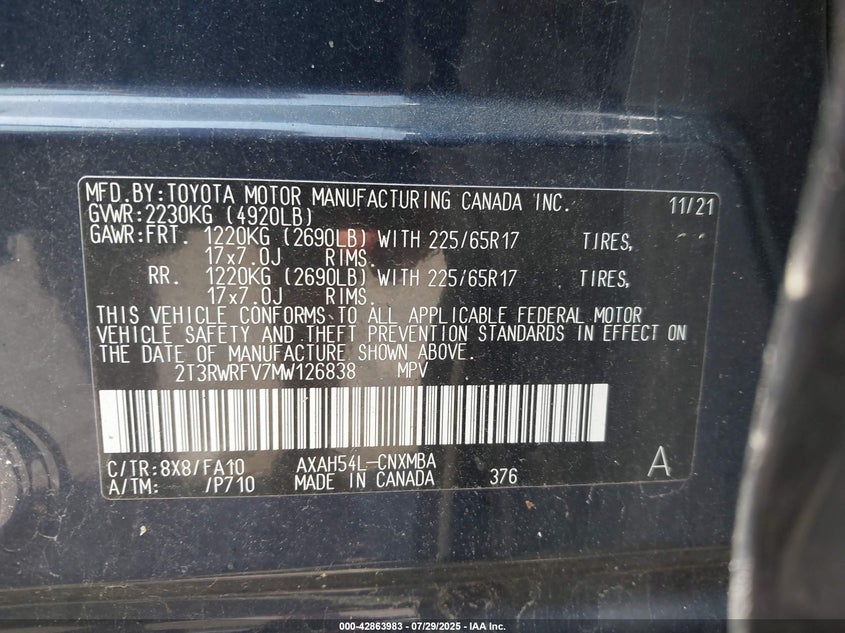 MFD.BY:TOYOTA MOTOR MANUFACTURING CANADA INC. 11/21
GVWR:2230KG (4920LB)
GAWR:FRT. 1220KG (2690LB) WITH 225/65R17 TIRES,
17x7.0J RIMS.
RR. 1220KG (2690LB) WITH 225/65R17 TIRES,
17x7.0J RIMS.
THIS VEHICLE CONFORMS TO ALL APPLICABLE FEDERAL MOTOR
VEHICLE SAFETY AND THEFT PREVENTION STANDARDS IN EFFECT ON
THE DATE OF MANUFACTURE SHOWN ABOVE.
2T3RWRFV7MW126838 MPV
C/TR:8X8/FA10 AXAH54L-CNXMBA A
A/TM: /P710 MADE IN CANADA 376
000-42863983 - 07/29/2025 - IAA Inc.